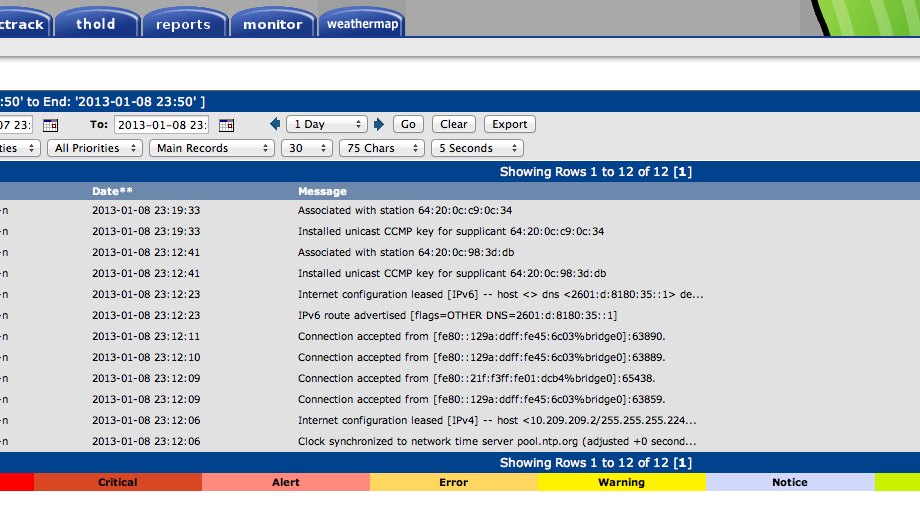 ctrack thold reports monitor weathermap
:50' to End: '2013-01-08 23:50' ]
07 23: To: 2013-01-08 23: 1 Day Go Clear Export
ties All Priorities Main Records 30 75 Chars 5 Seconds
Showing Rows 1 to 12 of 12 [1]
Date** Message
-n 2013-01-08 23:19:33 Associated with station 64:20:0c:c9:0c:34
-n 2013-01-08 23:19:33 Installed unicast CCMP key for supplicant 64:20:0c:c9:0c:34
-n 2013-01-08 23:12:41 Associated with station 64:20:0c:98:3d:db
-n 2013-01-08 23:12:41 Installed unicast CCMP key for supplicant 64:20:0c:98:3d:db
-n 2013-01-08 23:12:23 Internet configuration leased [IPv6] -- host <> dns <2601:d:8180:35::1> de...
-n 2013-01-08 23:12:23 IPv6 route advertised [flags=OTHER DNS=2601:d:8180:35::1]
-n 2013-01-08 23:12:11 Connection accepted from [fe80::129a:ddff:fe45:6c03%bridge0]:63890.
-n 2013-01-08 23:12:10 Connection accepted from [fe80::129a:ddff:fe45:6c03%bridge0]:63889.
-n 2013-01-08 23:12:09 Connection accepted from [fe80::21f:f3ff:fe01:dcb4%bridge0]:65438.
-n 2013-01-08 23:12:09 Connection accepted from [fe80::129a:ddff:fe45:6c03%bridge0]:63859.
-n 2013-01-08 23:12:06 Internet configuration leased [IPv4] -- host <10.209.209.2/255.255.255.224...
-n 2013-01-08 23:12:06 Clock synchronized to network time server pool.ntp.org (adjusted +0 second...
Showing Rows 1 to 12 of 12 [1]
Critical Alert Error Warning Notice